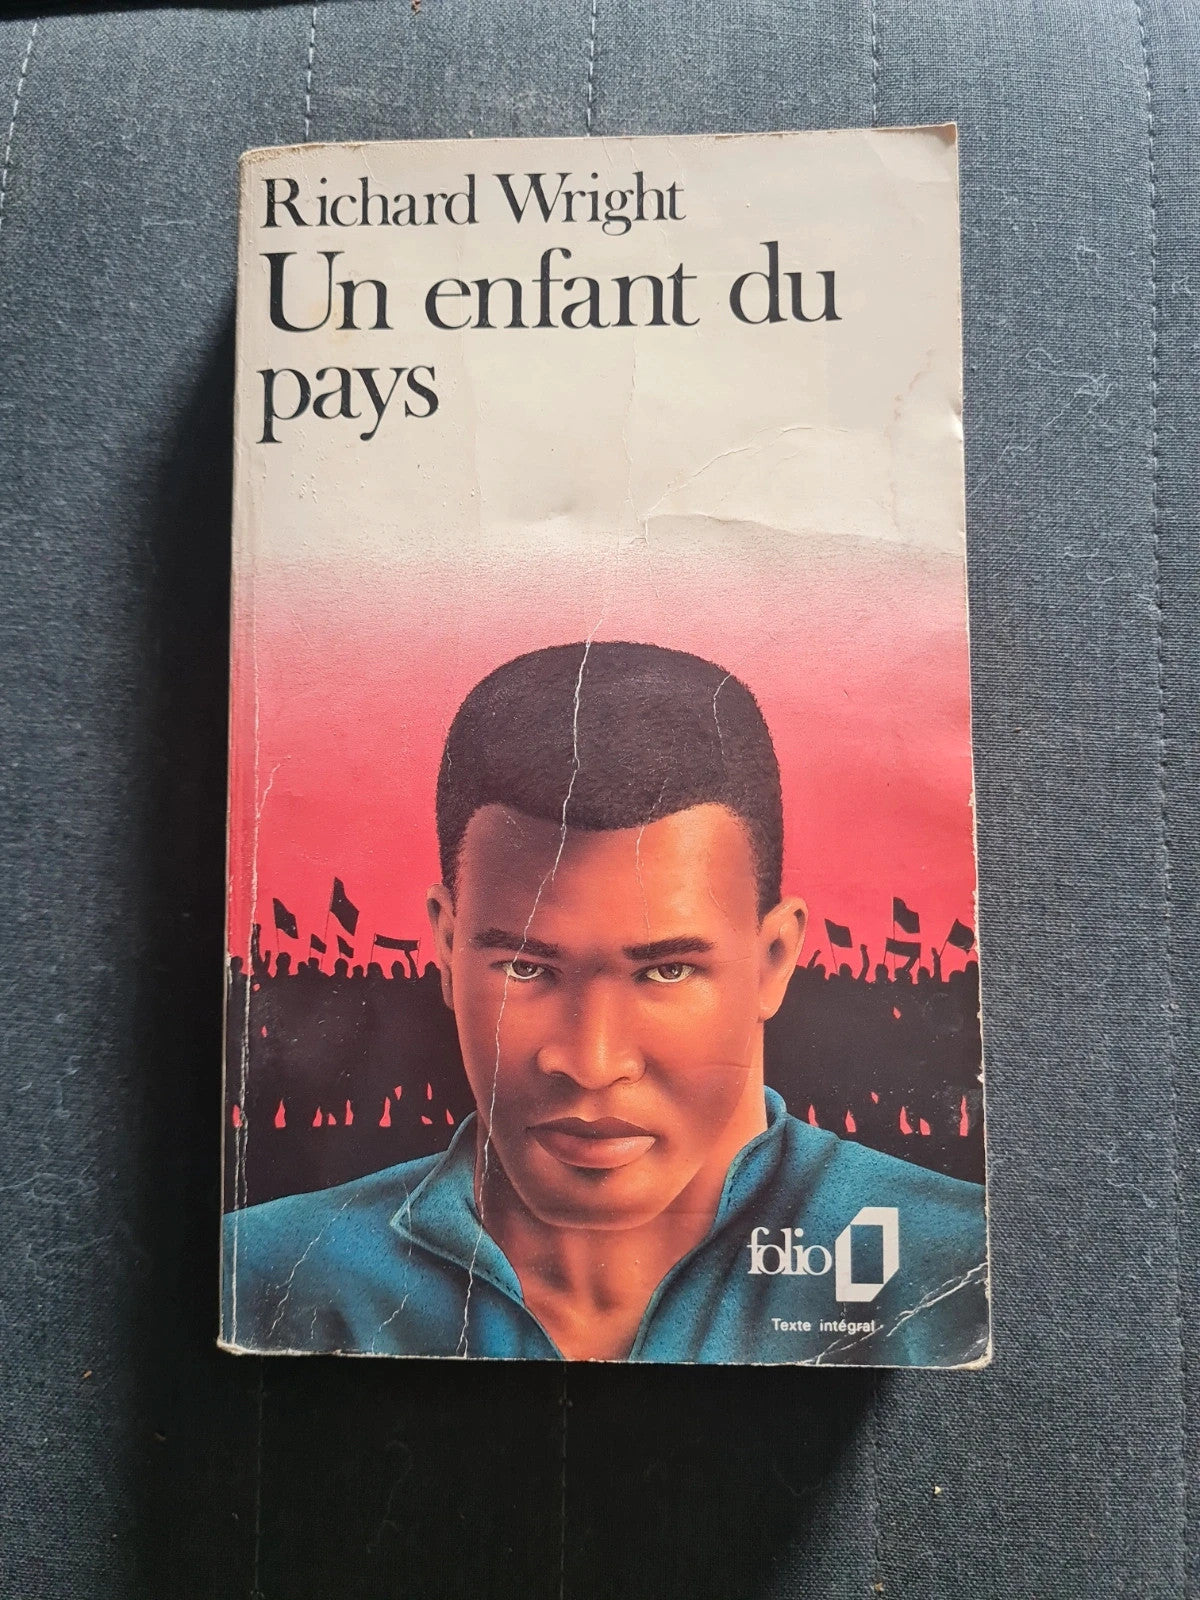 Richard Wright
Un enfant du
pays
folio
Texte intégral